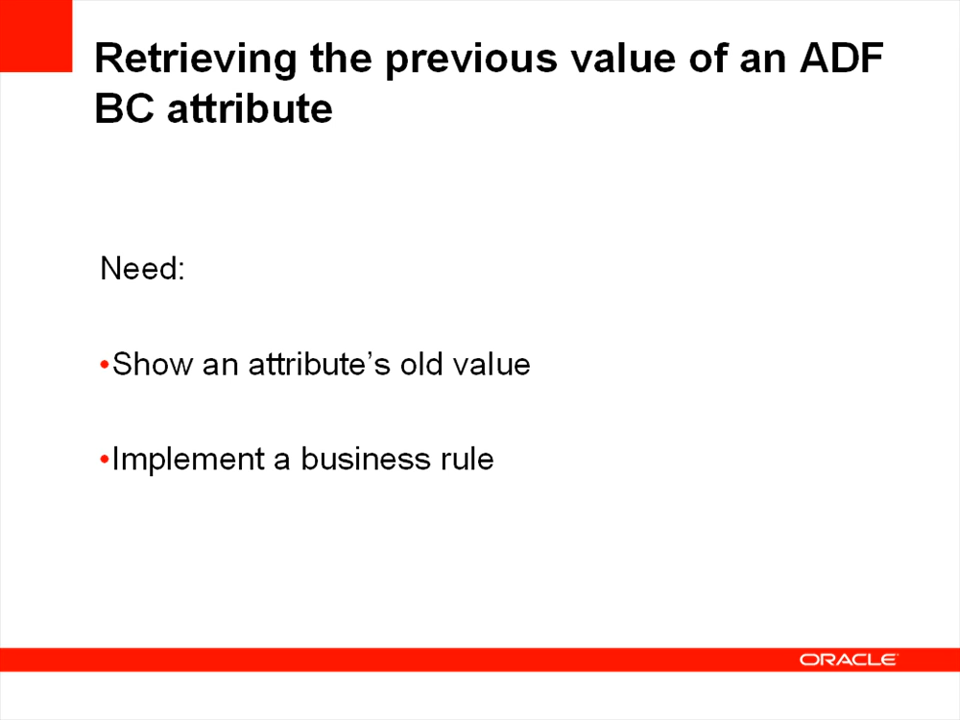 Retrieving the previous value of an ADF
BC attribute
Need:
•Show an attribute’s old value
•Implement a business rule
ORACLE